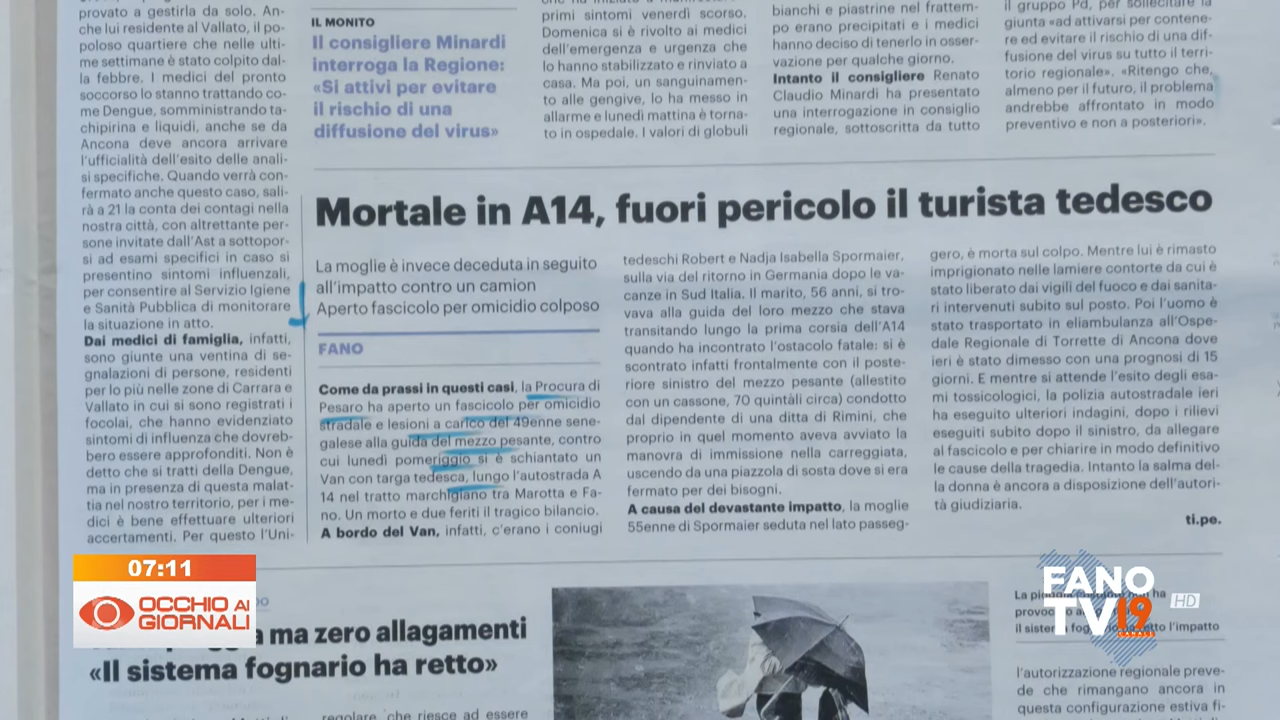 provato a gestirla da solo. An-
che lui residente al Vallato, il po-
poloso quartiere che nelle ulti-
me settimane è stato colpito dal-
la febbre. I medici del pronto
soccorso lo stanno trattando co-
me Dengue, somministrando ta-
chipirina e liquidi, anche se da
Ancona deve ancora arrivare
l'ufficialità dell'esito delle anali-
si specifiche. Quando verrà con-
fermato anche questo caso, sali-
rà a 21 la conta dei contagi nella
nostra città, con altrettante per-
sone invitate dall'Ast a sottopor-
si ad esami specifici in caso si
presentino sintomi influenzali,
per consentire al Servizio Igiene
e Sanità Pubblica di monitorare
la situazione in atto.
Dai medici di famiglia, infatti,
sono giunte una ventina di se-
gnalazioni di persone, residenti
per lo più nelle zone di Carrara e
Vallato in cui si sono registrati i
focolai, che hanno evidenziato
sintomi di influenza che dovreb-
bero essere approfonditi. Non è
detto che si tratti della Dengue,
ma in presenza di questa malat-
tia nel nostro territorio, per i me-
dici è bene effettuare ulteriori
accertamenti. Per questo l'Uni-
IL MONITO
Il consigliere Minardi
interroga la Regione:
«Si attivi per evitare
il rischio di una
diffusione del virus»
primi sintomi venerdì scorso.
Domenica si è rivolto ai medici
dell'emergenza e urgenza che
lo hanno stabilizzato e rinviato a
casa. Ma poi, un sanguinamen-
to alle gengive, lo ha messo in
allarme e lunedì mattina è torna-
to in ospedale. I valori di globuli
bianchi e piastrine nel frattem-
po erano precipitati e i medici
hanno deciso di tenerlo in osser-
vazione per qualche giorno.
Intanto il consigliere Renato
Claudio Minardi ha presentato
una interrogazione in consiglio
regionale, sottoscritta da tutto
il gruppo Pd, per sollecitare la
giunta «ad attivarsi per contene-
re ed evitare il rischio di una dif-
fusione del virus su tutto il terri-
torio regionale». «Ritengo che,
almeno per il futuro, il problema
andrebbe affrontato in modo
preventivo e non a posteriori».
Mortale in A14, fuori pericolo il turista tedesco
La moglie è invece deceduta in seguito
all'impatto contro un camion
Aperto fascicolo per omicidio colposo
FANO
Come da prassi in questi casi, la Procura di
Pesaro ha aperto un fascicolo per omicidio
stradale e lesioni a carico del 49enne sene-
galese alla guida del mezzo pesante, contro
cui lunedì pomeriggio si è schiantato un
Van con targa tedesca, lungo l'autostrada A
14 nel tratto marchigiano tra Marotta e Fa-
no. Un morto e due feriti il tragico bilancio.
A bordo del Van, infatti, c'erano i coniugi
tedeschi Robert e Nadja Isabella Spormaier,
sulla via del ritorno in Germania dopo le va-
canze in Sud Italia. Il marito, 56 anni, si tro-
vava alla guida del loro mezzo che stava
transitando lungo la prima corsia dell'A14
quando ha incontrato l'ostacolo fatale: si è
scontrato infatti frontalmente con il poste-
riore sinistro del mezzo pesante (allestito
con un cassone, 70 quintali circa) condotto
dal dipendente di una ditta di Rimini, che
proprio in quel momento aveva avviato la
manovra di immissione nella carreggiata,
uscendo da una piazzola di sosta dove si era
fermato per dei bisogni.
A causa del devastante impatto, la moglie
55enne di Spormaier seduta nel lato passeg-
gero, è morta sul colpo. Mentre lui è rimasto
imprigionato nelle lamiere contorte da cui è
stato liberato dai vigili del fuoco e dai sanita-
ri intervenuti subito sul posto. Poi l'uomo è
stato trasportato in eliambulanza all'Ospe-
dale Regionale di Torrette di Ancona dove
ieri è stato dimesso con una prognosi di 15
giorni. E mentre si attende l'esito degli esa-
mi tossicologici, la polizia autostradale ieri
ha eseguito ulteriori indagini, dopo i rilievi
eseguiti subito dopo il sinistro, da allegare
al fascicolo e per chiarire in modo definitivo
le cause della tragedia. Intanto la salma del-
la donna è ancora a disposizione dell'autori-
tà giudiziaria.
ti.pe.
07:11
OCCHIO AI
GIORNALI
ma zero allagamenti
«Il sistema fognario ha retto»
regolare che riesce ad essere
FANO
TV19
HD
La ha
provoc
il sistem retto l'impatto
l'autorizzazione regionale preve-
de che rimangano ancora in
questa configurazione estiva fi-